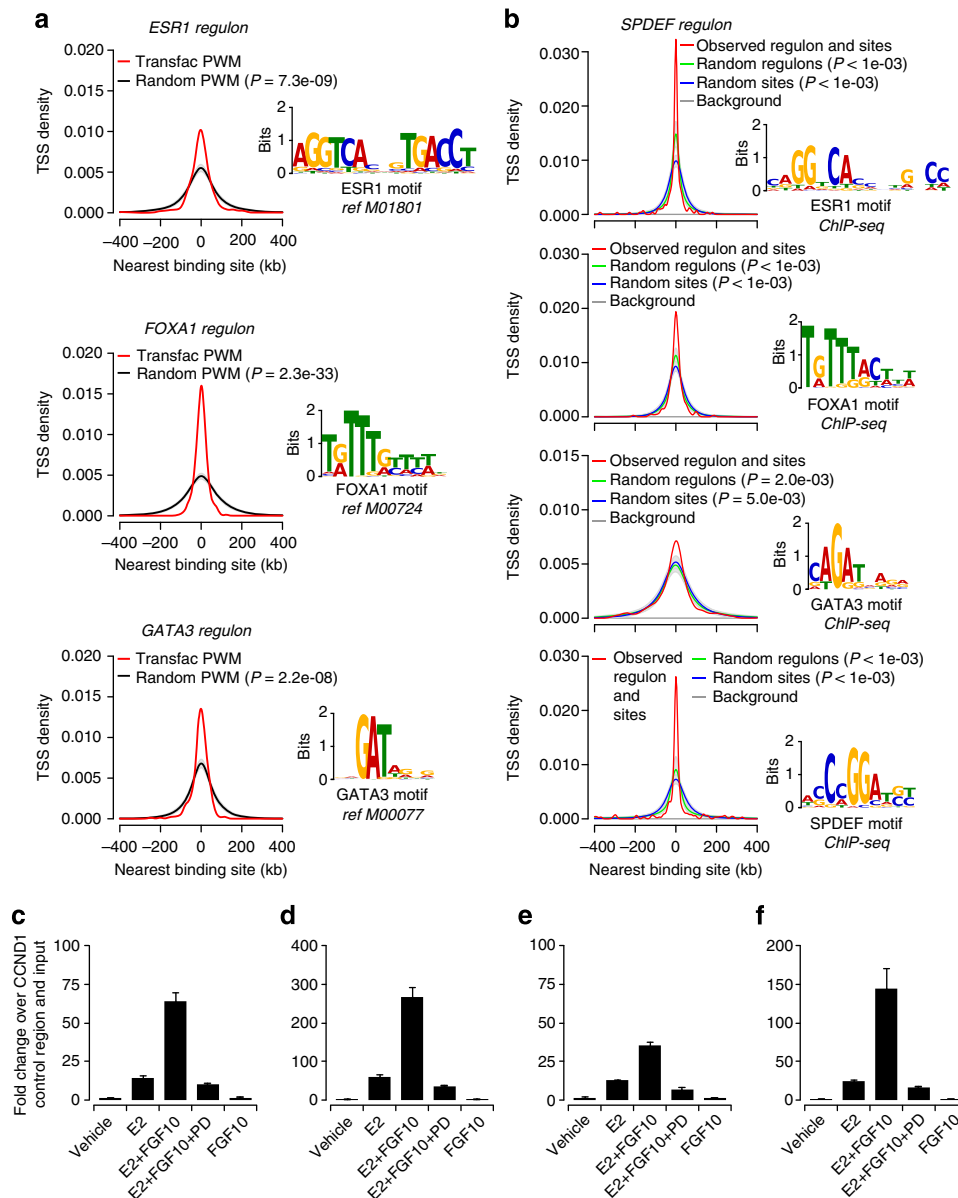 a
ESR1 regulon
0.020
0.015
0.010
0.005
0.000
TSS density
Transfac PWM
Random PWM (P = 7.3e-09)
−400 −200 0 200 400
Nearest binding site (kb)
Bits
2
1
0
AGGTCA TGACCT
ESR1 motif
ref M01801
FOXA1 regulon
0.020
0.015
0.010
0.005
0.000
TSS density
Transfac PWM
Random PWM (P = 2.3e-33)
−400 −200 0 200 400
Nearest binding site (kb)
Bits
2
1
0
TGTTTGTTTT
FOXA1 motif
ref M00724
GATA3 regulon
0.020
0.015
0.010
0.005
0.000
TSS density
Transfac PWM
Random PWM (P = 2.2e-08)
−400 −200 0 200 400
Nearest binding site (kb)
Bits
2
1
0
GAT
GATA3 motif
ref M00077
b
SPDEF regulon
0.030
0.020
0.010
0.000
TSS density
Observed regulon and sites
Random regulons (P < 1e-03)
Random sites (P < 1e-03)
Background
Bits
2
1
0
CAGG CA G CC
ESR1 motif
ChIP-seq
0.030
0.020
0.010
0.000
TSS density
Observed regulon and sites
Random regulons (P < 1e-03)
Random sites (P < 1e-03)
Background
Bits
2
1
0
TGTTTACTTT
FOXA1 motif
ChIP-seq
0.015
0.010
0.005
0.000
TSS density
Observed regulon and sites
Random regulons (P = 2.0e-03)
Random sites (P = 5.0e-03)
Background
Bits
2
1
0
CAGAT
GATA3 motif
ChIP-seq
0.030
0.020
0.010
0.000
TSS density
Observed
regulon
and
sites
Random regulons (P < 1e-03)
Random sites (P < 1e-03)
Background
−400 −200 0 200 400
Nearest binding site (kb)
Bits
2
1
0
ACCCGGAT
SPDEF motif
ChIP-seq
c
Fold change over CCND1
control region and input
100
75
50
25
0
Vehicle
E2
E2+FGF10
E2+FGF10+PD
FGF10
d
400
300
200
100
0
Vehicle
E2
E2+FGF10
E2+FGF10+PD
FGF10
e
100
75
50
25
0
Vehicle
E2
E2+FGF10
E2+FGF10+PD
FGF10
f
200
150
100
50
0
Vehicle
E2
E2+FGF10
E2+FGF10+PD
FGF10